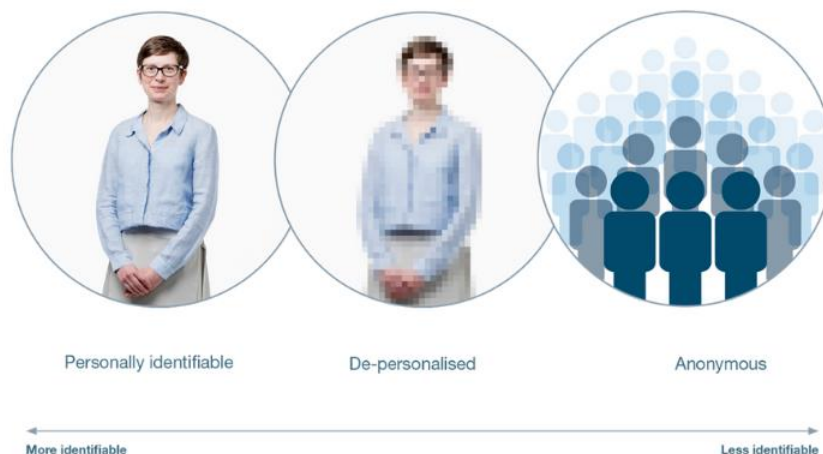 Personally identifiable
De-personalised
Anonymous
More identifiable
Less identifiable